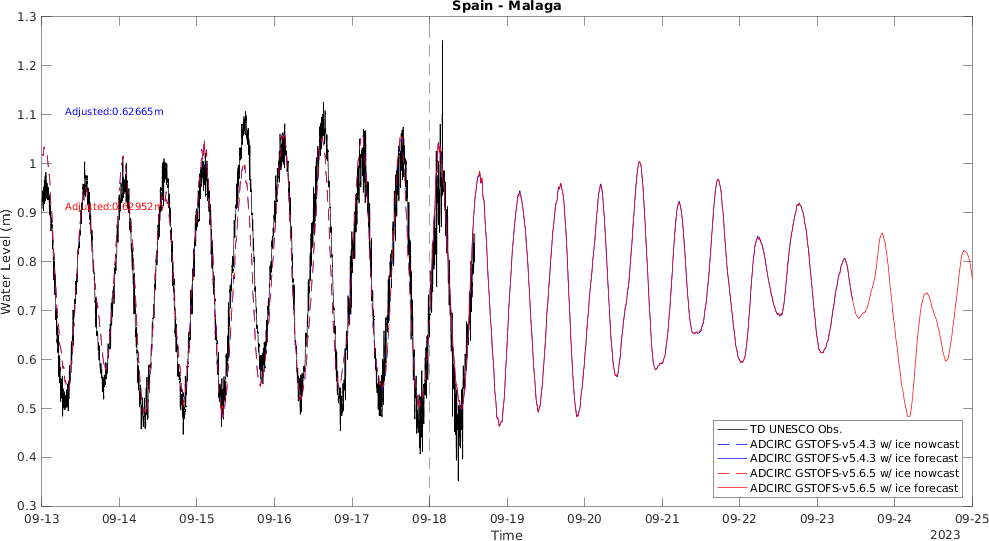 Spain - Malaga
1.3
1.2
1.1
1
0.9
0.8
0.7
0.6
0.5
0.4
0.3
Water Level (m)
Adjusted:0.62665m
Adjusted:0.62952m
TD UNESCO Obs.
ADCIRC GSTOFS-v5.4.3 w/ ice nowcast
ADCIRC GSTOFS-v5.4.3 w/ ice forecast
ADCIRC GSTOFS-v5.6.5 w/ ice nowcast
ADCIRC GSTOFS-v5.6.5 w/ ice forecast
09-13 09-14 09-15 09-16 09-17 09-18 09-19 09-20 09-21 09-22 09-23 09-24 09-25
Time
2023